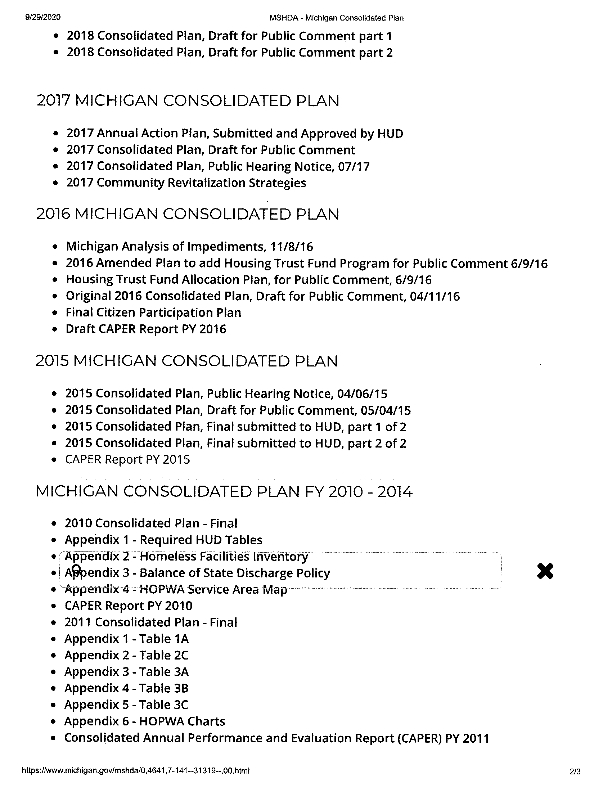 9/29/2020
MSHDA - Michigan Consolidated Plan
• 2018 Consolidated Plan, Draft for Public Comment part 1
• 2018 Consolidated Plan, Draft for Public Comment part 2
2017 MICHIGAN CONSOLIDATED PLAN
• 2017 Annual Action Plan, Submitted and Approved by HUD
• 2017 Consolidated Plan, Draft for Public Comment
• 2017 Consolidated Plan, Public Hearing Notice, 07/17
• 2017 Community Revitalization Strategies
2016 MICHIGAN CONSOLIDATED PLAN
• Michigan Analysis of Impediments, 11/8/16
• 2016 Amended Plan to add Housing Trust Fund Program for Public Comment 6/9/16
• Housing Trust Fund Allocation Plan, for Public Comment, 6/9/16
• Original 2016 Consolidated Plan, Draft for Public Comment, 04/11/16
• Final Citizen Participation Plan
• Draft CAPER Report PY 2016
2015 MICHIGAN CONSOLIDATED PLAN
• 2015 Consolidated Plan, Public Hearing Notice, 04/06/15
• 2015 Consolidated Plan, Draft for Public Comment, 05/04/15
• 2015 Consolidated Plan, Final submitted to HUD, part 1 of 2
• 2015 Consolidated Plan, Final submitted to HUD, part 2 of 2
• CAPER Report PY 2015
MICHIGAN CONSOLIDATED PLAN FY 2010 - 2014
• 2010 Consolidated Plan - Final
• Appendix 1 - Required HUD Tables
• Appendix 2 - Homeless Facilities Inventory
• Appendix 3 - Balance of State Discharge Policy
• Appendix 4 - HOPWA Service Area Map
• CAPER Report PY 2010
• 2011 Consolidated Plan - Final
• Appendix 1 - Table 1A
• Appendix 2 - Table 2C
• Appendix 3 - Table 3A
• Appendix 4 - Table 3B
• Appendix 5 - Table 3C
• Appendix 6 - HOPWA Charts
• Consolidated Annual Performance and Evaluation Report (CAPER) PY 2011
https://www.michigan.gov/mshda/0,4641,7-141--31319--,00.html
2/3